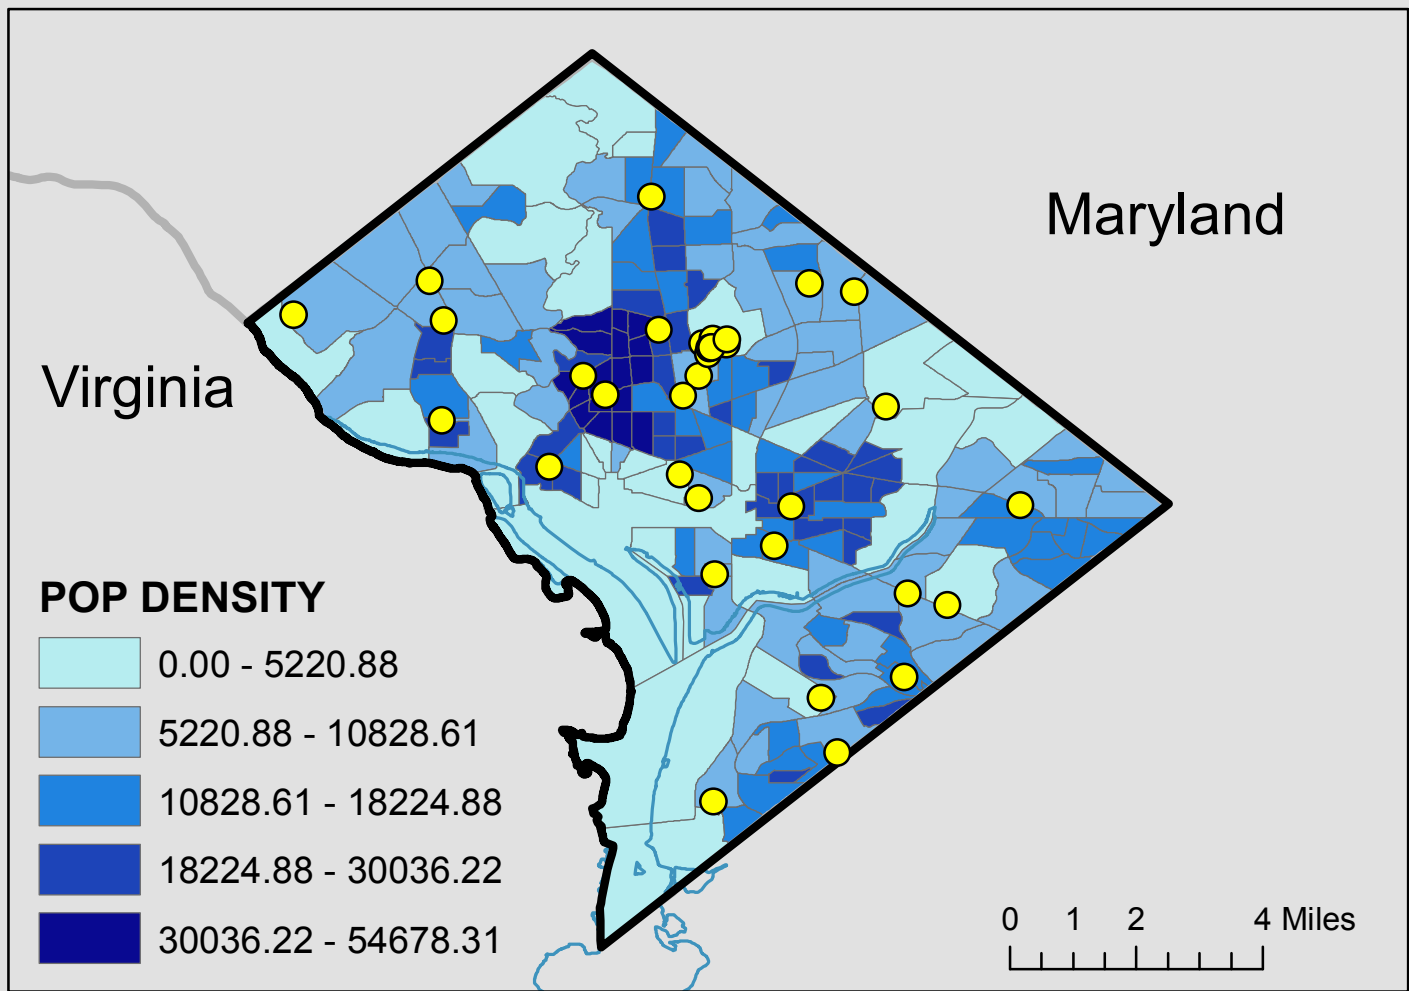 Maryland
Virginia
POP DENSITY
0.00 - 5220.88
5220.88 - 10828.61
10828.61 - 18224.88
18224.88 - 30036.22
30036.22 - 54678.31
0 1 2 4 Miles